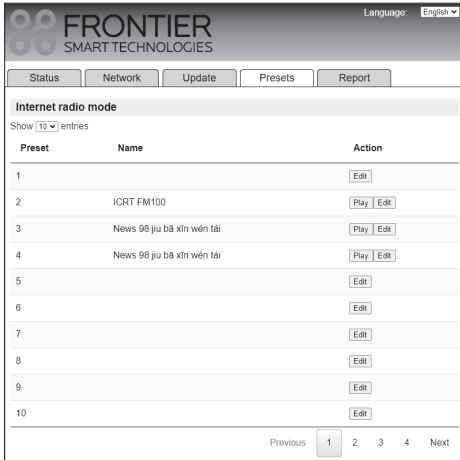 Language: English
FRONTIER
SMART TECHNOLOGIES
Status Network Update Presets Report
Internet radio mode
Show 10 entries
Preset Name Action
1 Edit
2 ICRT FM100 Play Edit
3 News 98 jiu bā xīn wén tái Play Edit
4 News 98 jiu bā xīn wén tái Play Edit
5 Edit
6 Edit
7 Edit
8 Edit
9 Edit
10 Edit
Previous 1 2 3 4 Next